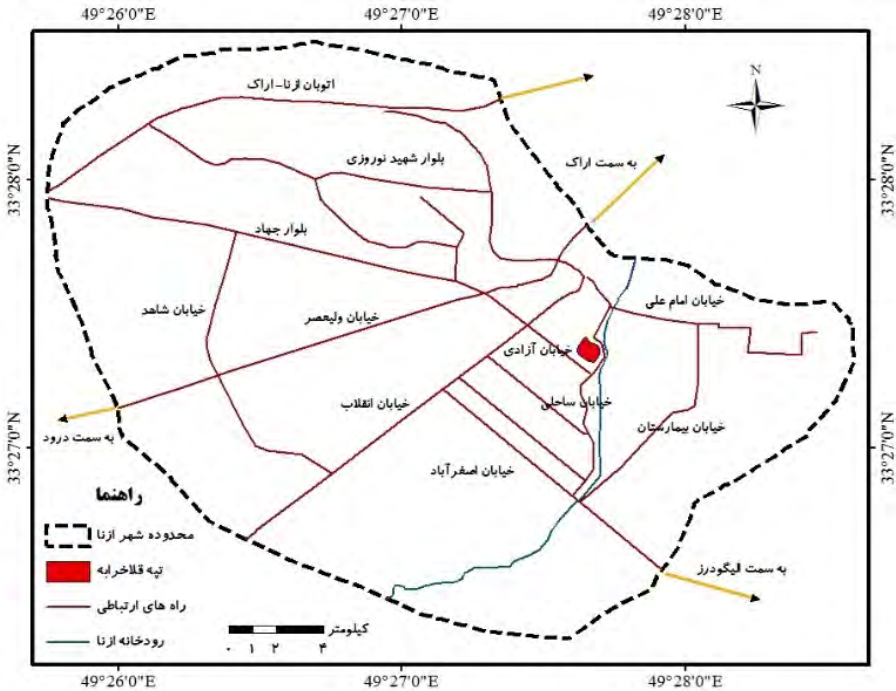 49°26'0"E 49°27'0"E 49°28'0"E
N
اتوبان ازنا-اراک
به سمت اراک
بلوار شهید نوروزی
33°28'0"N 33°28'0"N
بلوار جهاد
خیابان امام علی
خیابان شاهد
خیابان ولیعصر
خیابان آزادی
خیابان ساحلی
خیابان انقلاب
خیابان بیمارستان
به سمت درود
33°27'0"N 33°27'0"N
خیابان اصغرآباد
راهنما
محدوده شهر ازنا
تپه قلاخرابه
به سمت الیگودرز
راه های ارتباطی
رودخانه ازنا
کیلومتر
۰ ۱ ۲ ۴
49°26'0"E 49°27'0"E 49°28'0"E